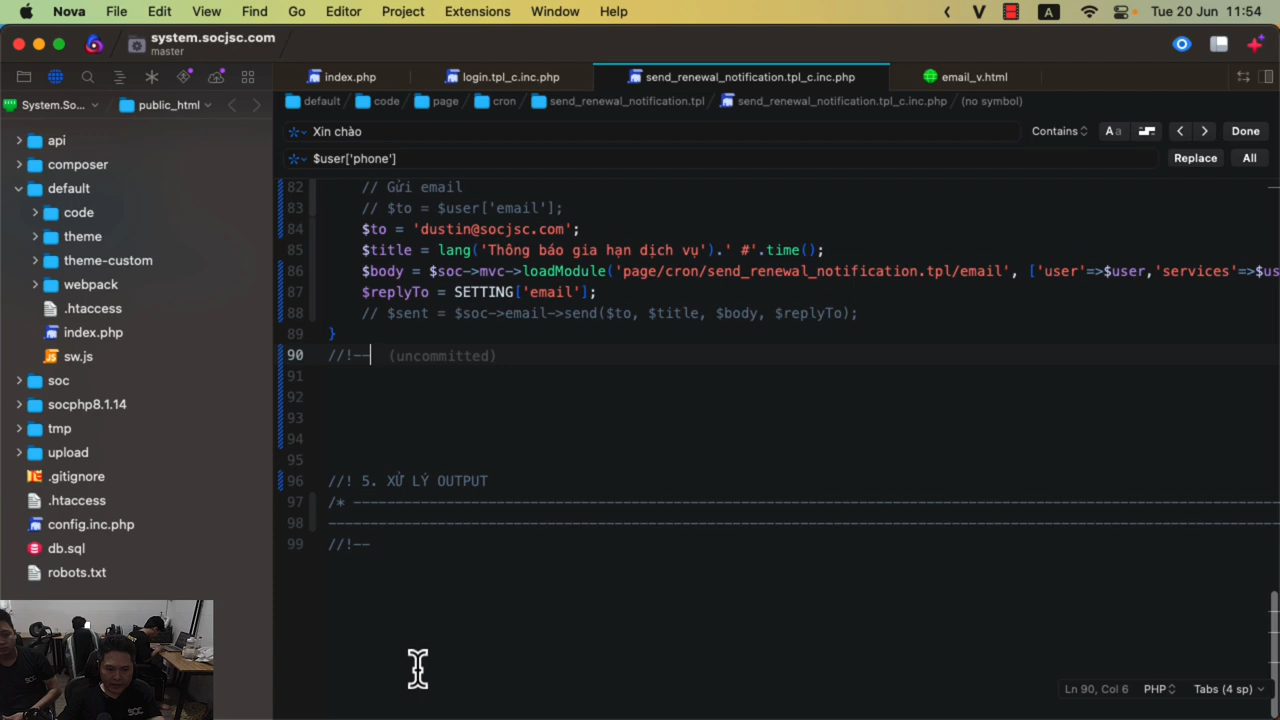 Nova File Edit View Find Go Editor Project Extensions Window Help
A Tue 20 Jun 11:54
system.socjsc.com
master
index.php login.tpl_c.inc.php send_renewal_notification.tpl_c.inc.php email_v.html
System.So... public_html
default code page cron send_renewal_notification.tpl send_renewal_notification.tpl_c.inc.php (no symbol)
Xin chào Contains Aa Done
$user['phone'] Replace All
api
composer
default
code
theme
theme-custom
webpack
.htaccess
index.php
sw.js
soc
socphp8.1.14
tmp
upload
.gitignore
.htaccess
config.inc.php
db.sql
robots.txt
82 // Gửi email
83 // $to = $user['email'];
84 $to = 'dustin@socjsc.com';
85 $title = lang('Thông báo gia hạn dịch vụ').' #'.time();
86 $body = $soc->mvc->loadModule('page/cron/send_renewal_notification.tpl/email', ['user'=>$user,'services'=>$us
87 $replyTo = SETTING['email'];
88 // $sent = $soc->email->send($to, $title, $body, $replyTo);
89 }
90 //!-- (uncommitted)
91
92
93
94
95
96 //! 5. XỬ LÝ OUTPUT
97 /* ----------------------------------------------------------------------------------------
98 ------------------------------------------------------------------------------------------
99 //!--
Ln 90, Col 6 PHP Tabs (4 sp)